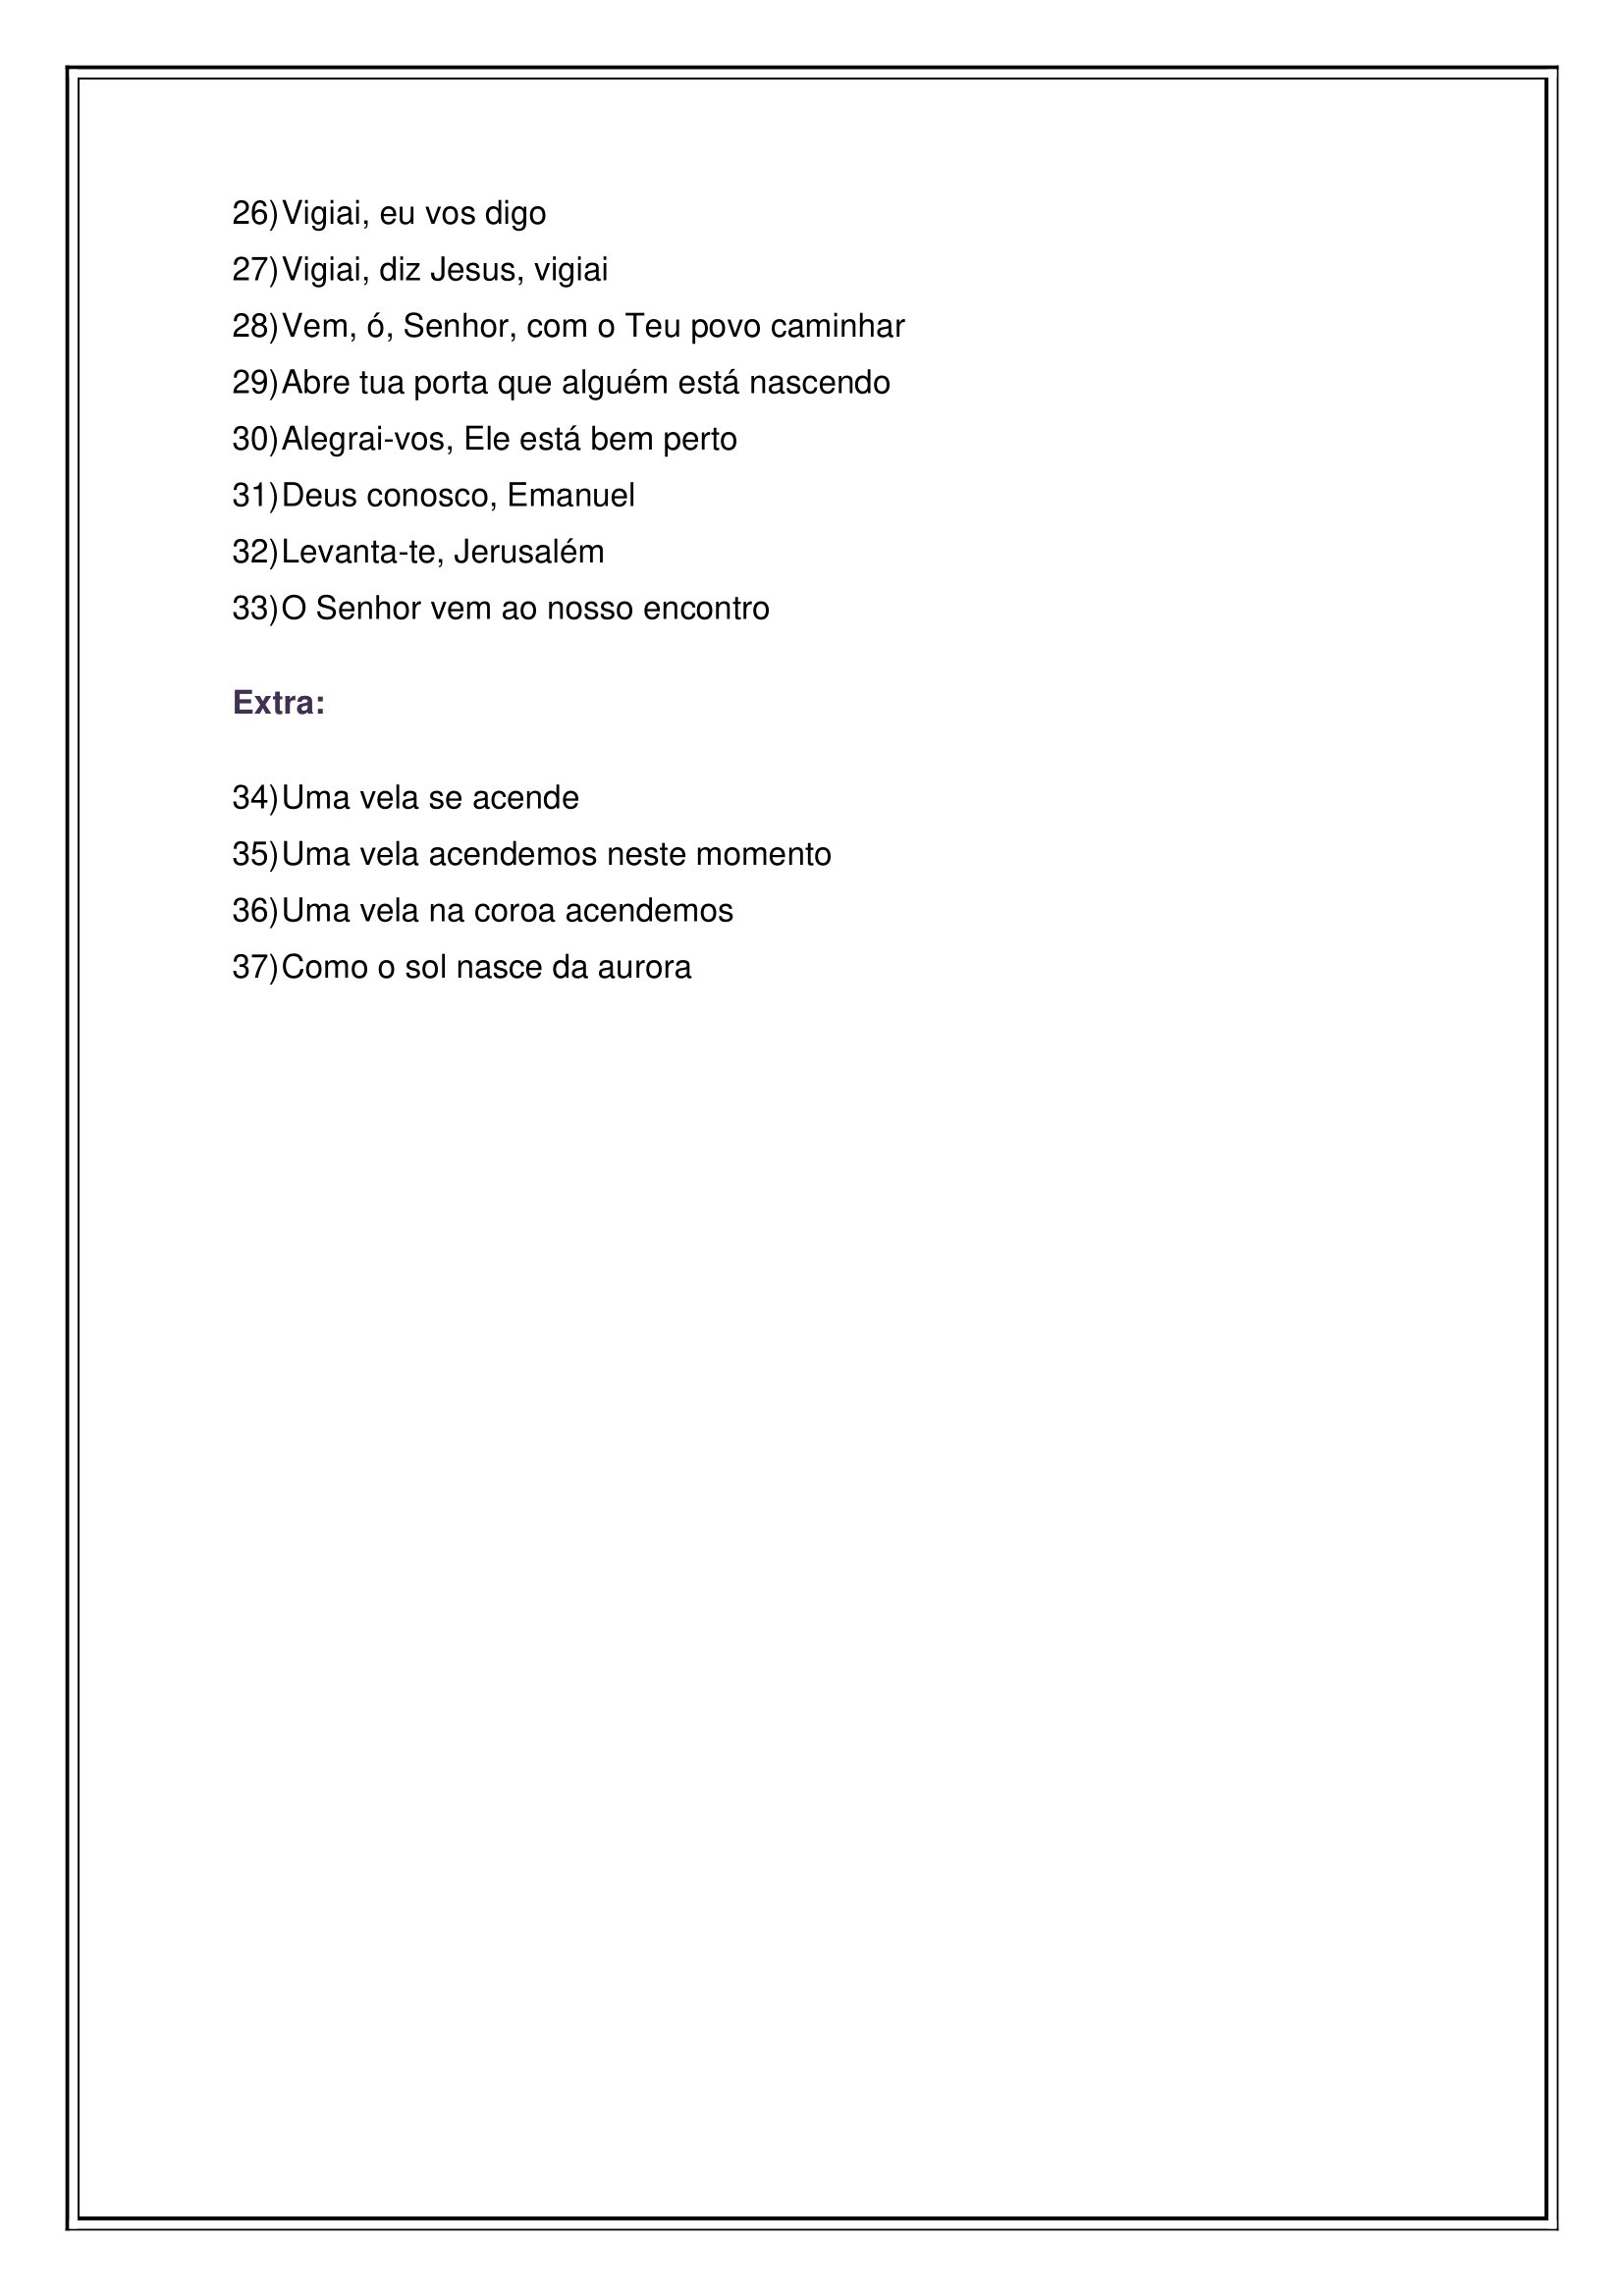 26) Vigiai, eu vos digo
27) Vigiai, diz Jesus, vigiai
28) Vem, ó, Senhor, com o Teu povo caminhar
29) Abre tua porta que alguém está nascendo
30) Alegrai-vos, Ele está bem perto
31) Deus conosco, Emanuel
32) Levanta-te, Jerusalém
33) O Senhor vem ao nosso encontro
Extra:
34) Uma vela se acende
35) Uma vela acendemos neste momento
36) Uma vela na coroa acendemos
37) Como o sol nasce da aurora